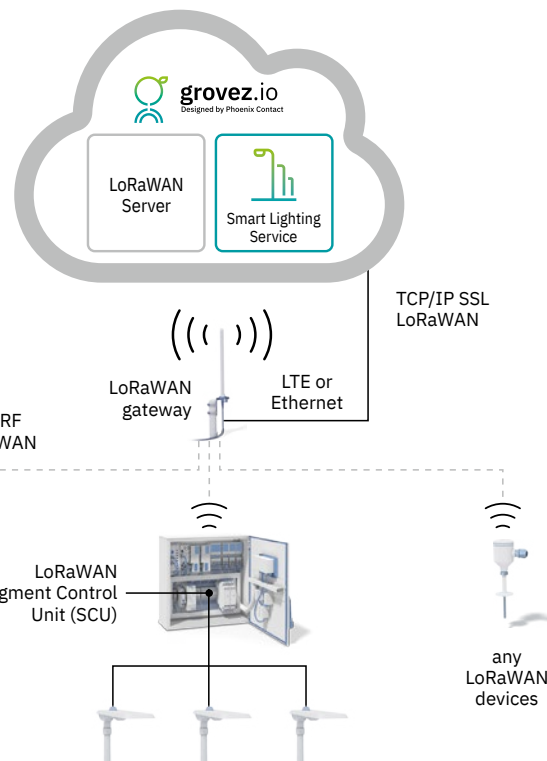 grovez.io
Designed by Phoenix Contact
LoRaWAN
Server
Smart Lighting
Service
TCP/IP SSL
LoRaWAN
LoRaWAN
gateway
LTE or
Ethernet
RF
LoRaWAN
gment Control
Unit (SCU)
any
LoRaWAN
devices